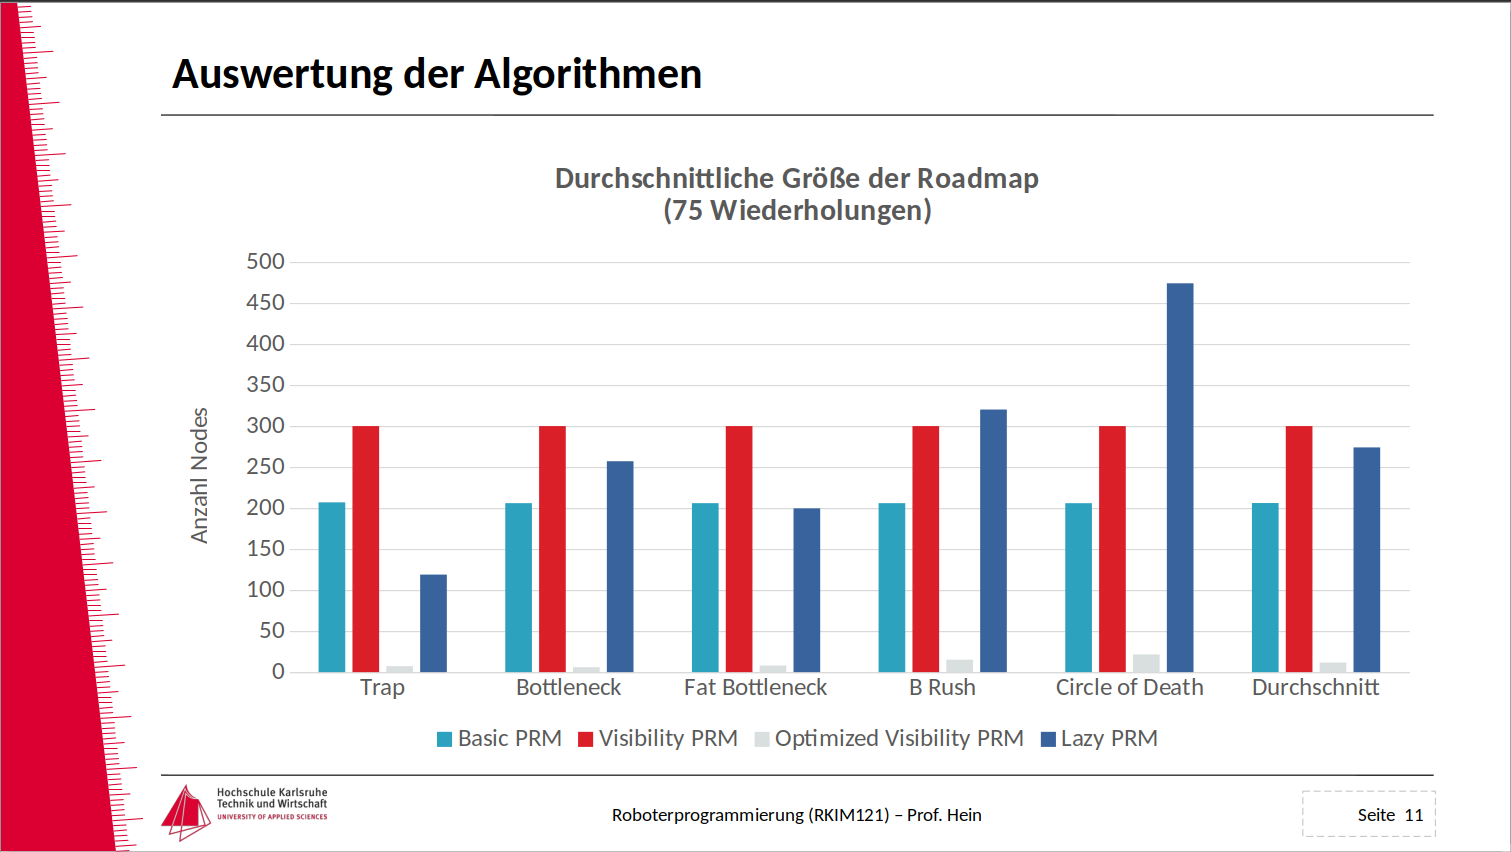 Auswertung der Algorithmen
Durchschnittliche Größe der Roadmap
(75 Wiederholungen)
500
450
400
350
300
250
200
150
100
50
0
Anzahl Nodes
Trap Bottleneck Fat Bottleneck B Rush Circle of Death Durchschnitt
Basic PRM Visibility PRM Optimized Visibility PRM Lazy PRM
Hochschule Karlsruhe
Technik und Wirtschaft
UNIVERSITY OF APPLIED SCIENCES
Roboterprogrammierung (RKIM121) – Prof. Hein
Seite 11